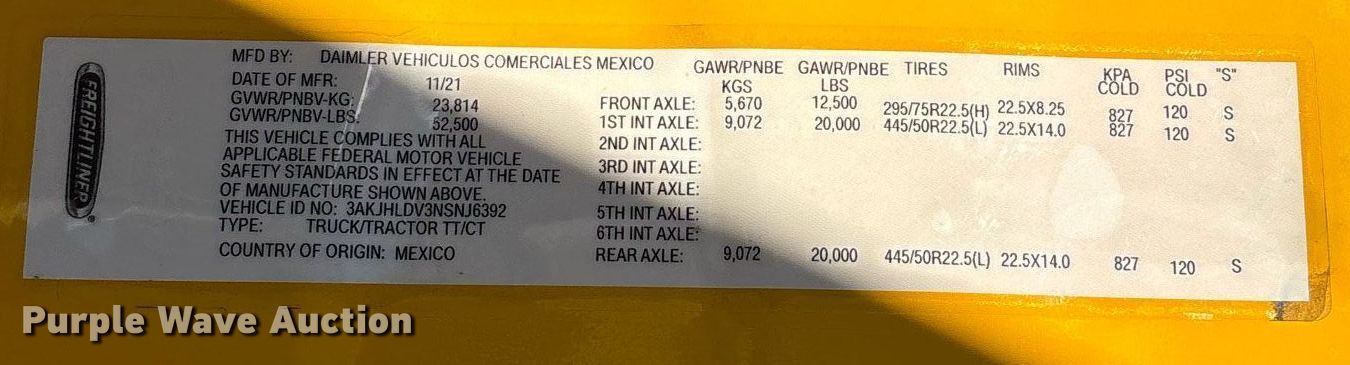 FREIGHTLINER®
MFD BY: DAIMLER VEHICULOS COMERCIALES MEXICO
DATE OF MFR: 11/21
GVWR/PNBV-KG: 23,814
GVWR/PNBV-LBS: 52,500
THIS VEHICLE COMPLIES WITH ALL
APPLICABLE FEDERAL MOTOR VEHICLE
SAFETY STANDARDS IN EFFECT AT THE DATE
OF MANUFACTURE SHOWN ABOVE.
VEHICLE ID NO: 3AKJHLDV3NSNJ6392
TYPE: TRUCK/TRACTOR TT/CT
COUNTRY OF ORIGIN: MEXICO
GAWR/PNBE GAWR/PNBE TIRES RIMS KPA PSI "S"
KGS LBS COLD COLD
FRONT AXLE: 5,670 12,500 295/75R22.5(H) 22.5X8.25 827 120 S
1ST INT AXLE: 9,072 20,000 445/50R22.5(L) 22.5X14.0 827 120 S
2ND INT AXLE:
3RD INT AXLE:
4TH INT AXLE:
5TH INT AXLE:
6TH INT AXLE:
REAR AXLE: 9,072 20,000 445/50R22.5(L) 22.5X14.0 827 120 S
Purple Wave Auction